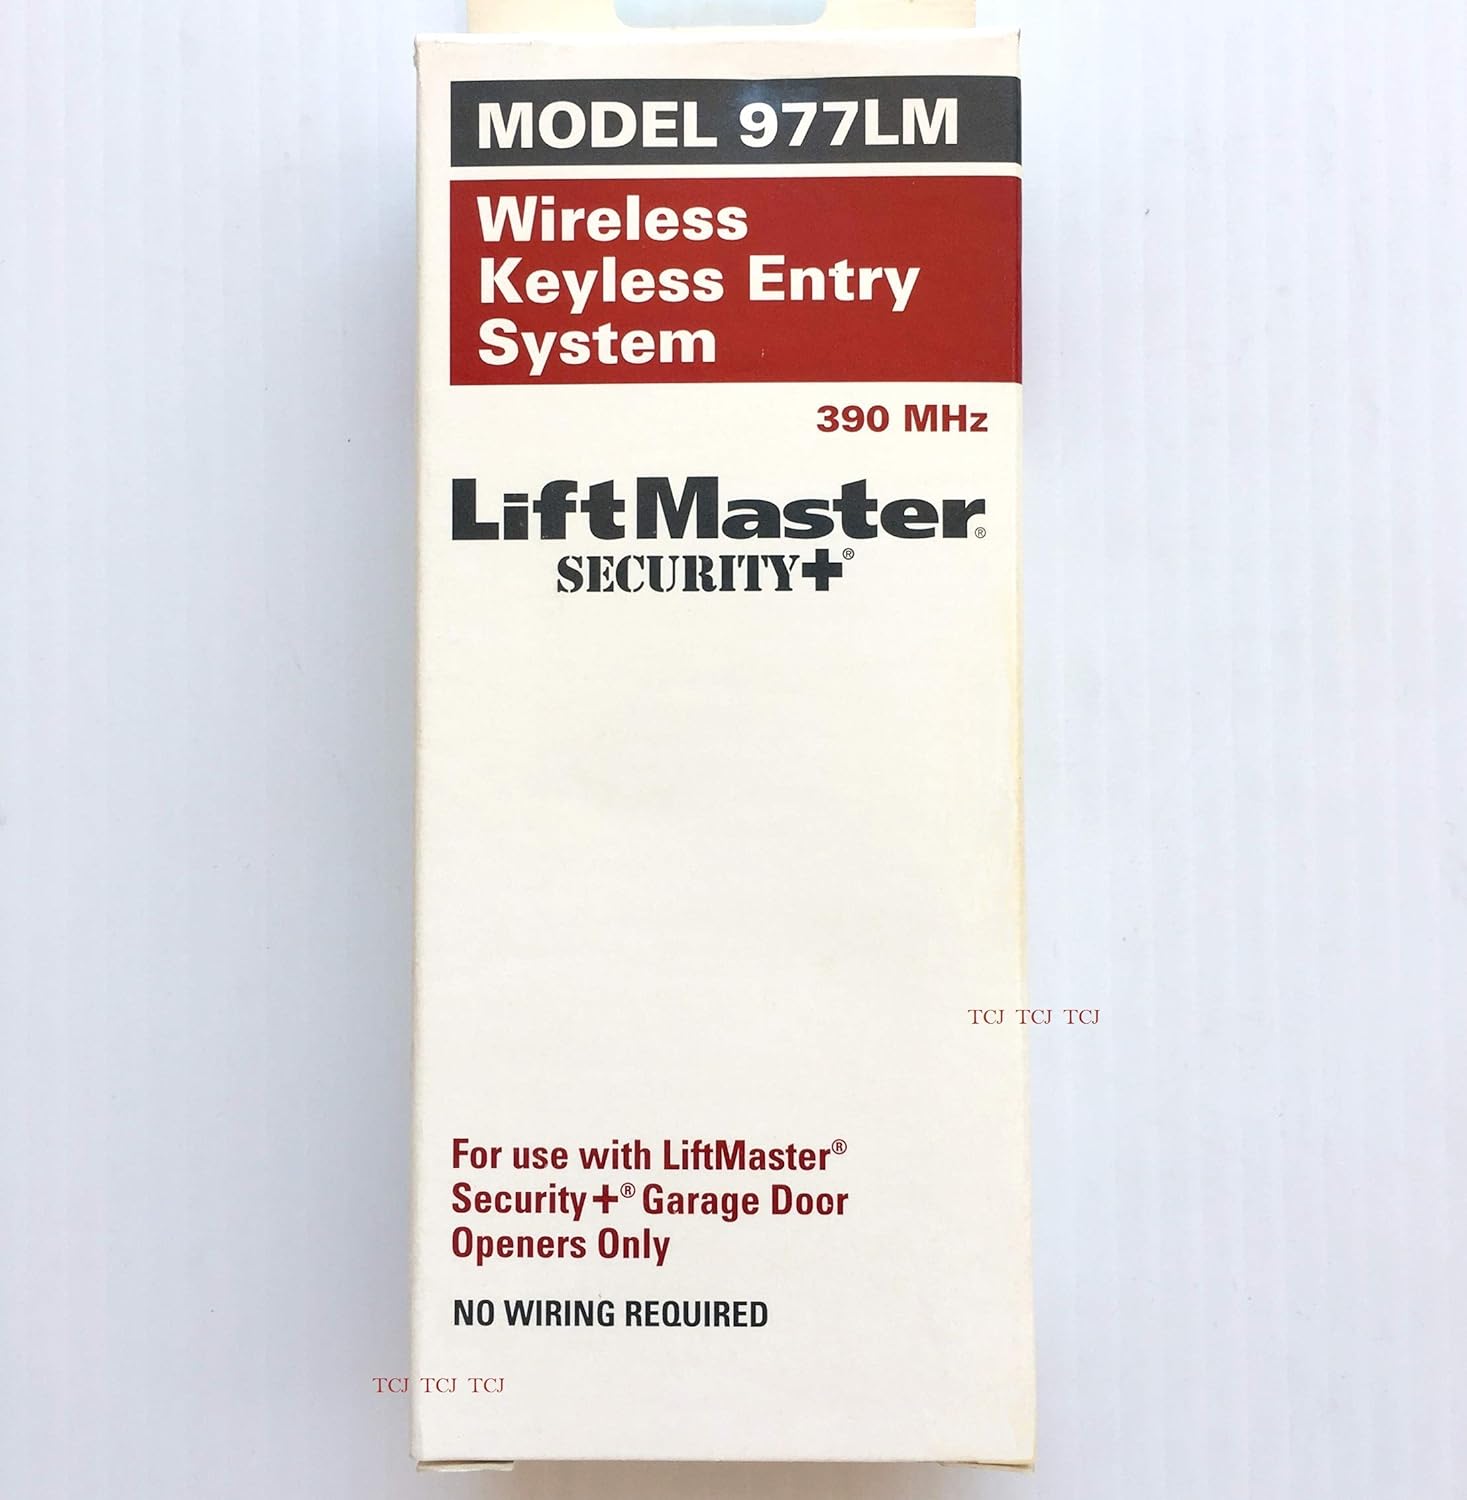 MODEL 977LM
Wireless
Keyless Entry
System
390 MHz
LiftMaster®
SECURITY+®
TCJ TCJ TCJ
For use with LiftMaster®
Security+® Garage Door
Openers Only
NO WIRING REQUIRED
TCJ TCJ TCJ